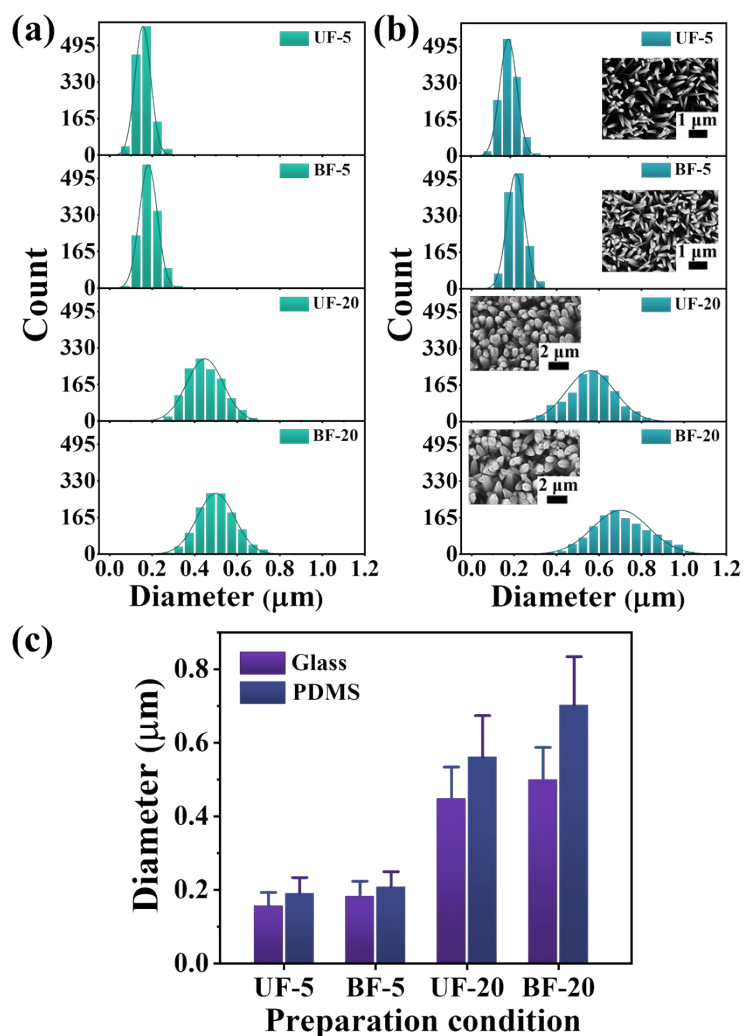 (a)
495
330
165
0
UF-5
495
330
165
0
BF-5
495
330
165
0
UF-20
495
330
165
0
BF-20
Count
0.0 0.2 0.4 0.6 0.8 1.0 1.2
Diameter (μm)
(b)
495
330
165
0
UF-5
1 μm
495
330
165
0
BF-5
1 μm
495
330
165
0
UF-20
2 μm
495
330
165
0
BF-20
2 μm
Count
0.0 0.2 0.4 0.6 0.8 1.0 1.2
Diameter (μm)
(c)
Glass
PDMS
0.8
0.6
0.4
0.2
0.0
Diameter (μm)
UF-5 BF-5 UF-20 BF-20
Preparation condition